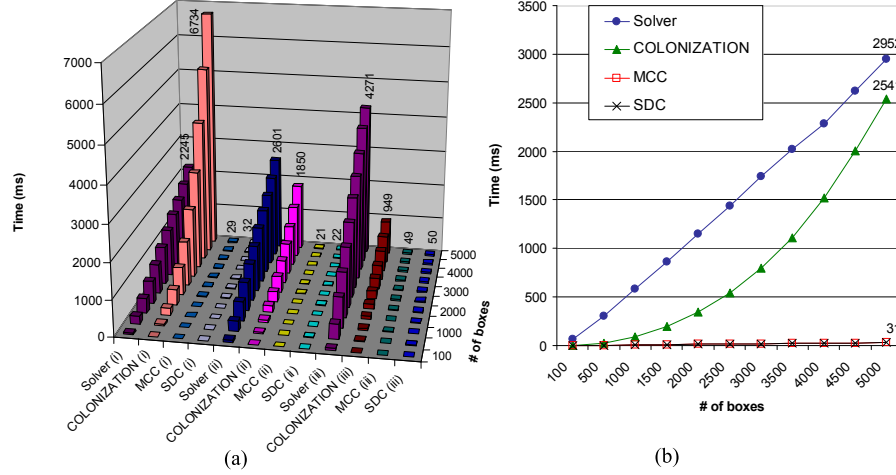 7000
6000
5000
4000
3000
2000
1000
0
Time (ms)
6734
2245
29
32
2601
1850
21
22
4271
949
49
50
5000
4000
3000
2000
1000
100
# of boxes
Solver (i)
COLONIZATION (i)
MCC (i)
SDC (i)
Solver (ii)
COLONIZATION (ii)
MCC (ii)
SDC (ii)
Solver (iii)
COLONIZATION (iii)
MCC (iii)
SDC (iii)
(a)
3500
3000
2500
2000
1500
1000
500
0
Time (ms)
Solver
COLONIZATION
MCC
SDC
100
500
1000
1500
2000
2500
3000
3500
4000
4500
5000
# of boxes
(b)